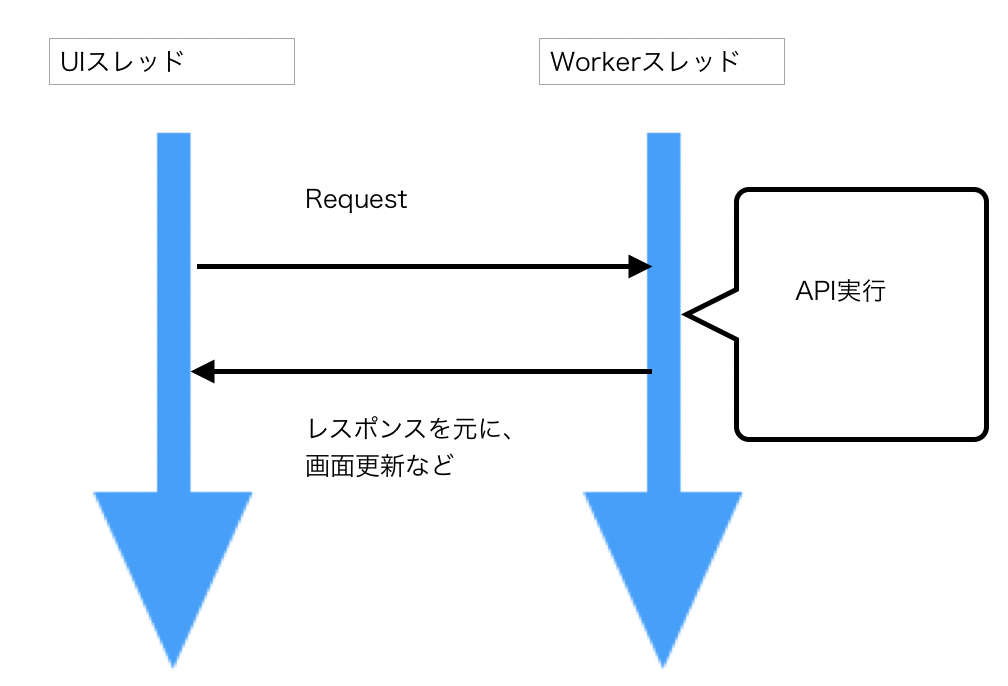 UIスレッド
Workerスレッド
Request
API実行
レスポンスを元に、
画面更新など